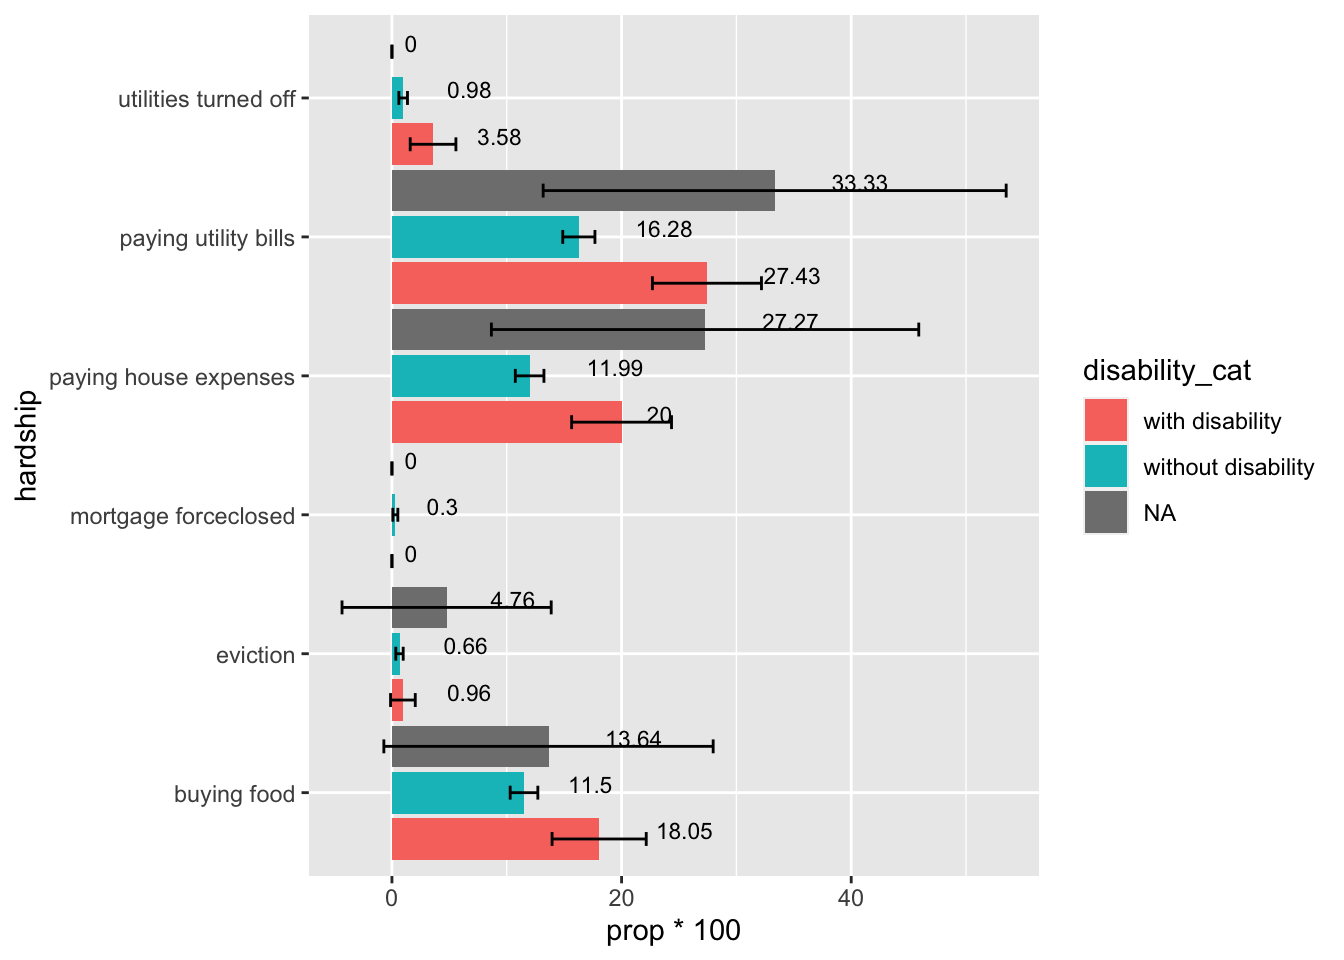 0
utilities turned off
0.98
3.58
33.33
paying utility bills
16.28
27.43
27.27
paying house expenses
11.99
20
0
mortgage forceclosed
0.3
0
4.76
eviction
0.66
0.96
13.64
buying food
11.5
18.05
0 20 40
prop * 100
hardship
disability_cat
with disability
without disability
NA